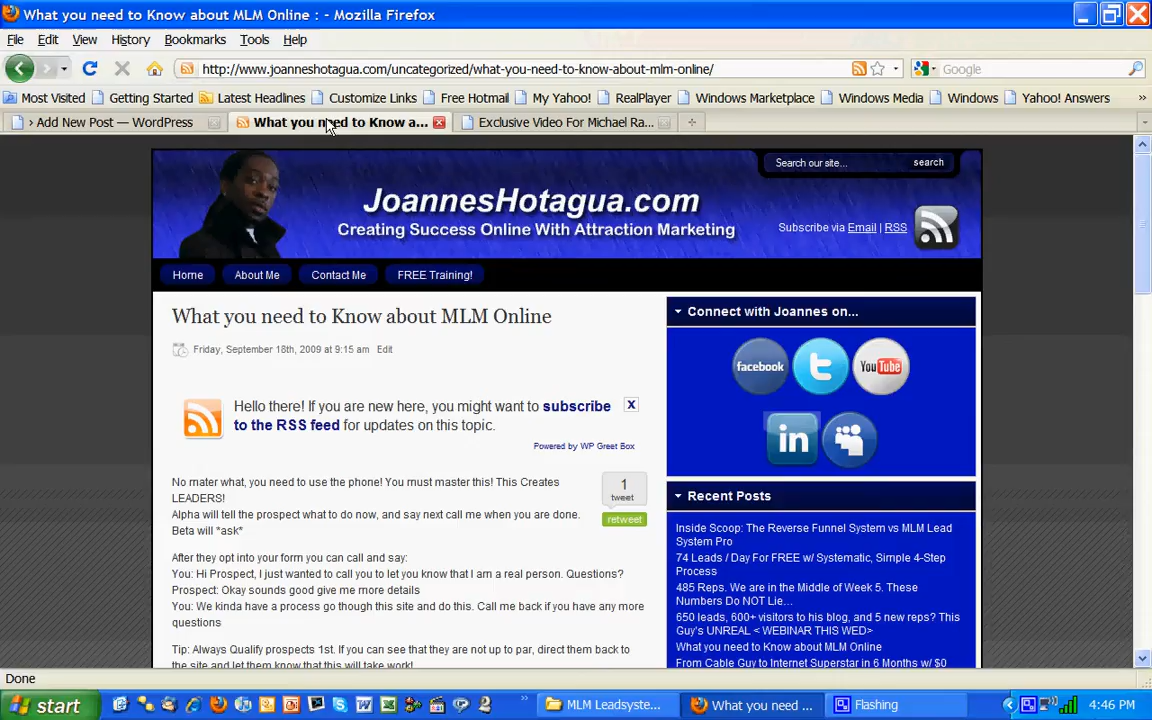 What you need to Know about MLM Online : - Mozilla Firefox
File Edit View History Bookmarks Tools Help
http://www.joanneshotagua.com/uncategorized/what-you-need-to-know-about-mlm-online/
Google
Most Visited Getting Started Latest Headlines Customize Links Free Hotmail My Yahoo! RealPlayer Windows Marketplace Windows Media Windows Yahoo! Answers »
› Add New Post — WordPress What you need to Know a... Exclusive Video For Michael Ra...
Search our site... search
JoannesHotagua.com
Creating Success Online With Attraction Marketing
Subscribe via Email | RSS
Home About Me Contact Me FREE Training!
What you need to Know about MLM Online
Friday, September 18th, 2009 at 9:15 am Edit
Hello there! If you are new here, you might want to subscribe
to the RSS feed for updates on this topic.
X
Powered by WP Greet Box
No mater what, you need to use the phone! You must master this! This Creates
LEADERS!
Alpha will tell the prospect what to do now, and say next call me when you are done.
Beta will *ask*
1
tweet
retweet
After they opt into your form you can call and say:
You: Hi Prospect, I just wanted to call you to let you know that I am a real person. Questions?
Prospect: Okay sounds good give me more details
You: We kinda have a process go though this site and do this. Call me back if you have any more
questions
Tip: Always Qualify prospects 1st. If you can see that they are not up to par, direct them back to
the site and let them know that this will take work!
Connect with Joannes on...
facebook
t
You Tube
in
Recent Posts
Inside Scoop: The Reverse Funnel System vs MLM Lead
System Pro
74 Leads / Day For FREE w/ Systematic, Simple 4-Step
Process
485 Reps. We are in the Middle of Week 5. These
Numbers Do NOT Lie...
650 leads, 600+ visitors to his blog, and 5 new reps? This
Guy's UNREAL < WEBINAR THIS WED>
What you need to Know about MLM Online
From Cable Guy to Internet Superstar in 6 Months w/ $0
Done
start
MLM Leadsyste... What you need ... Flashing
4:46 PM